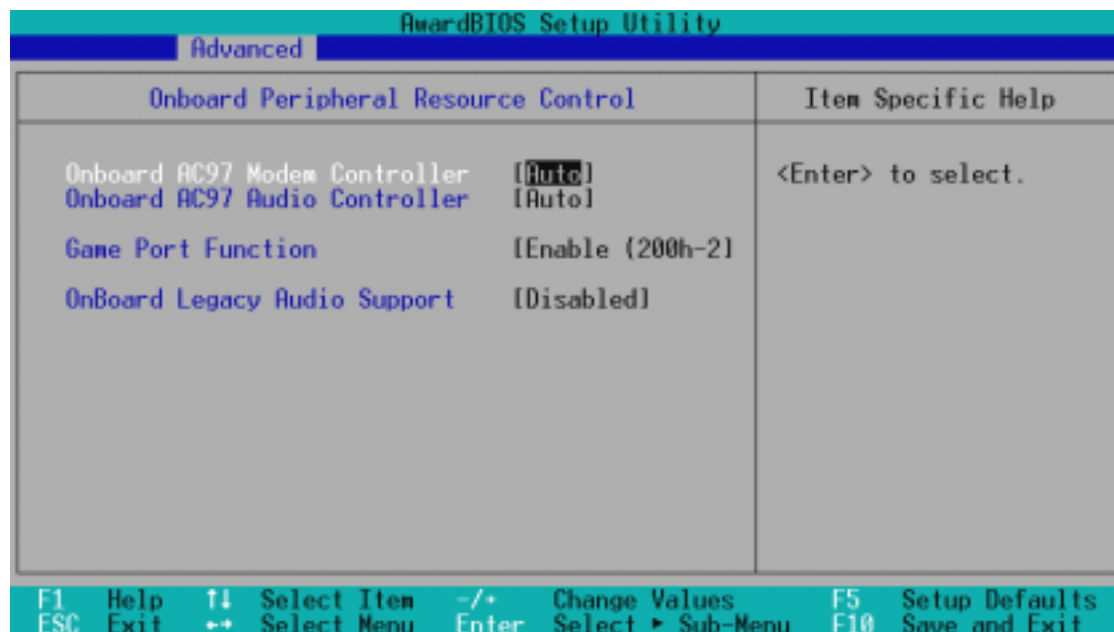 AwardBIOS Setup Utility
Advanced
Onboard Peripheral Resource Control
Item Specific Help
Onboard AC97 Modem Controller [Auto]
Onboard AC97 Audio Controller [Auto]
Game Port Function [Enable (200h-2]
OnBoard Legacy Audio Support [Disabled]
<Enter> to select.
F1 Help ↑↓ Select Item -/+ Change Values F5 Setup Defaults
ESC Exit ←→ Select Menu Enter Select ► Sub-Menu F10 Save and Exit